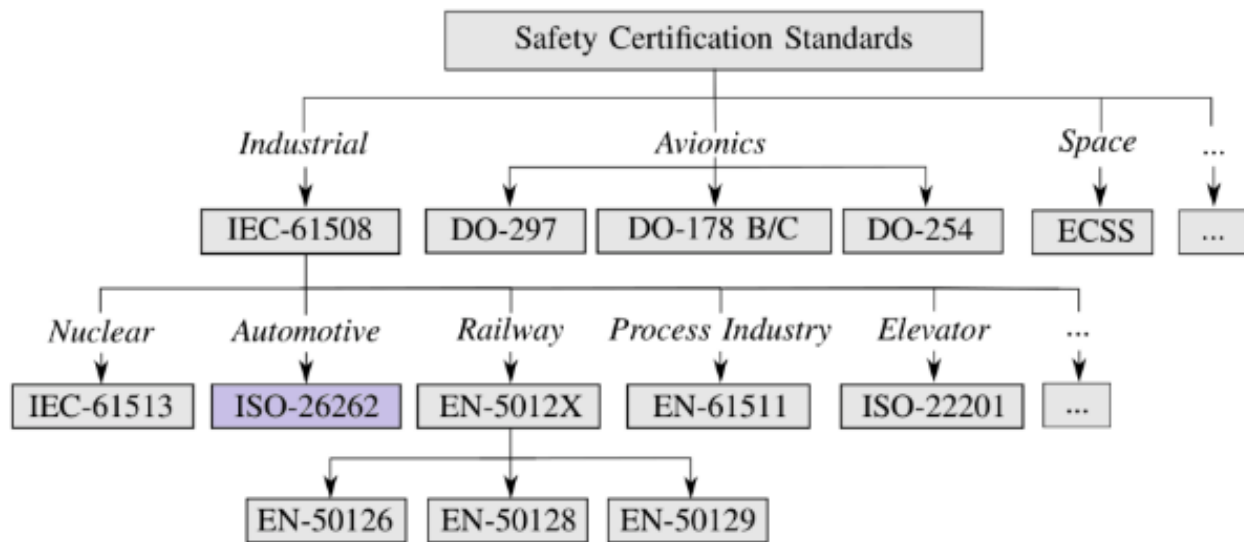 Safety Certification Standards
Industrial Avionics Space ...
IEC-61508 DO-297 DO-178 B/C DO-254 ECSS ...
Nuclear Automotive Railway Process Industry Elevator ...
IEC-61513 ISO-26262 EN-5012X EN-61511 ISO-22201 ...
EN-50126 EN-50128 EN-50129